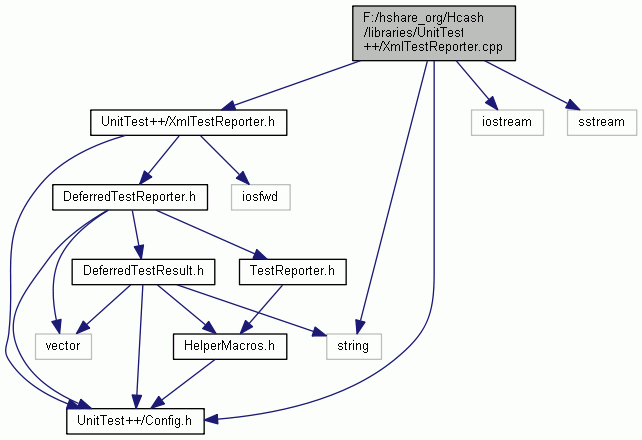 F:/hshare_org/Hcash
/libraries/UnitTest
++/XmlTestReporter.cpp
UnitTest++/XmlTestReporter.h
iostream
sstream
DeferredTestReporter.h
iosfwd
DeferredTestResult.h
TestReporter.h
vector
HelperMacros.h
string
UnitTest++/Config.h